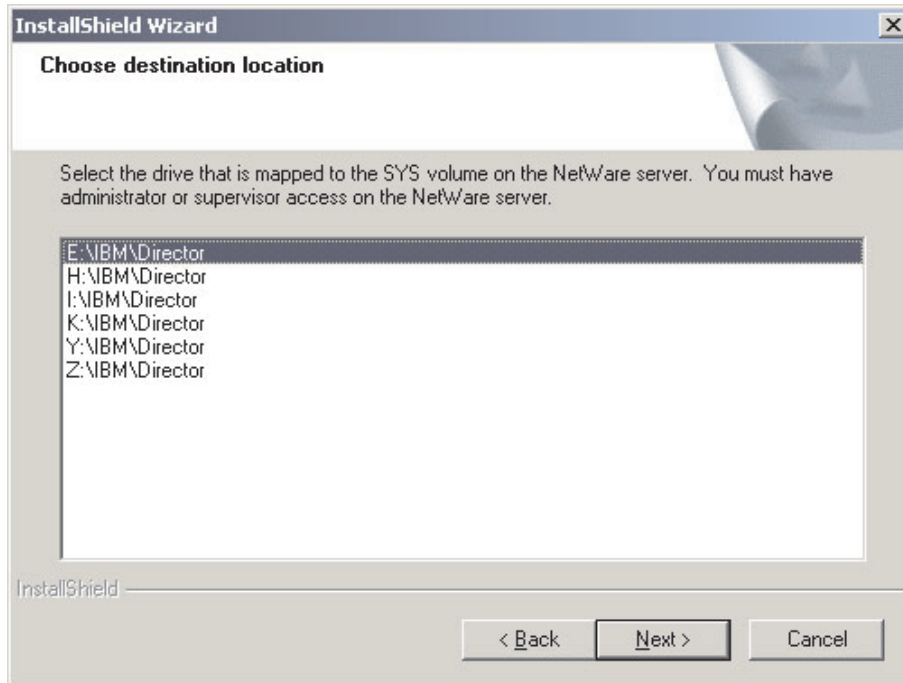 InstallShield Wizard
Choose destination location
Select the drive that is mapped to the SYS volume on the NetWare server. You must have
administrator or supervisor access on the NetWare server.
E:\IBM\Director
H:\IBM\Director
I:\IBM\Director
K:\IBM\Director
Y:\IBM\Director
Z:\IBM\Director
InstallShield
< Back
Next >
Cancel